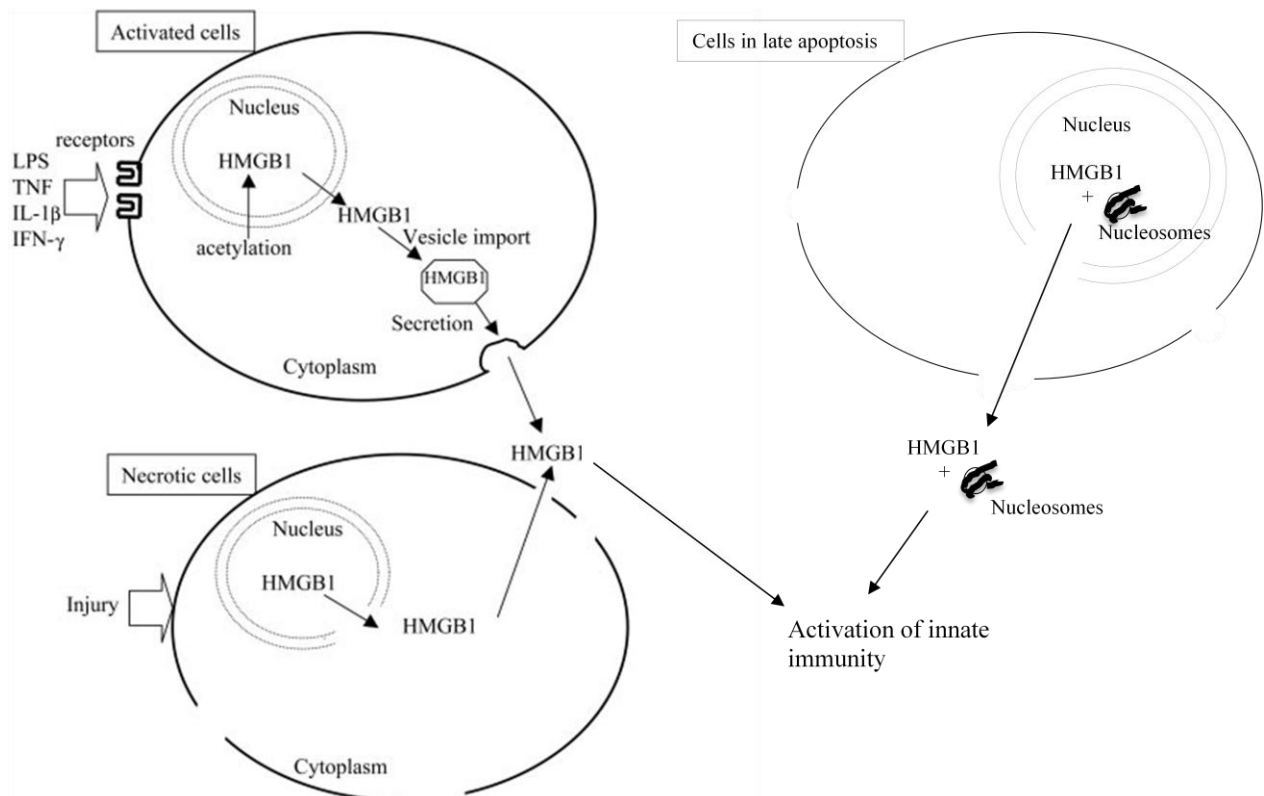 Activated cells
Nucleus
receptors
LPS
TNF
IL-1β
IFN-γ
HMGB1
HMGB1
acetylation
Vesicle import
HMGB1
Secretion
Cytoplasm
Cells in late apoptosis
Nucleus
HMGB1
+
Nucleosomes
HMGB1
HMGB1
+
Nucleosomes
Necrotic cells
Nucleus
HMGB1
Injury
HMGB1
Cytoplasm
Activation of innate
immunity